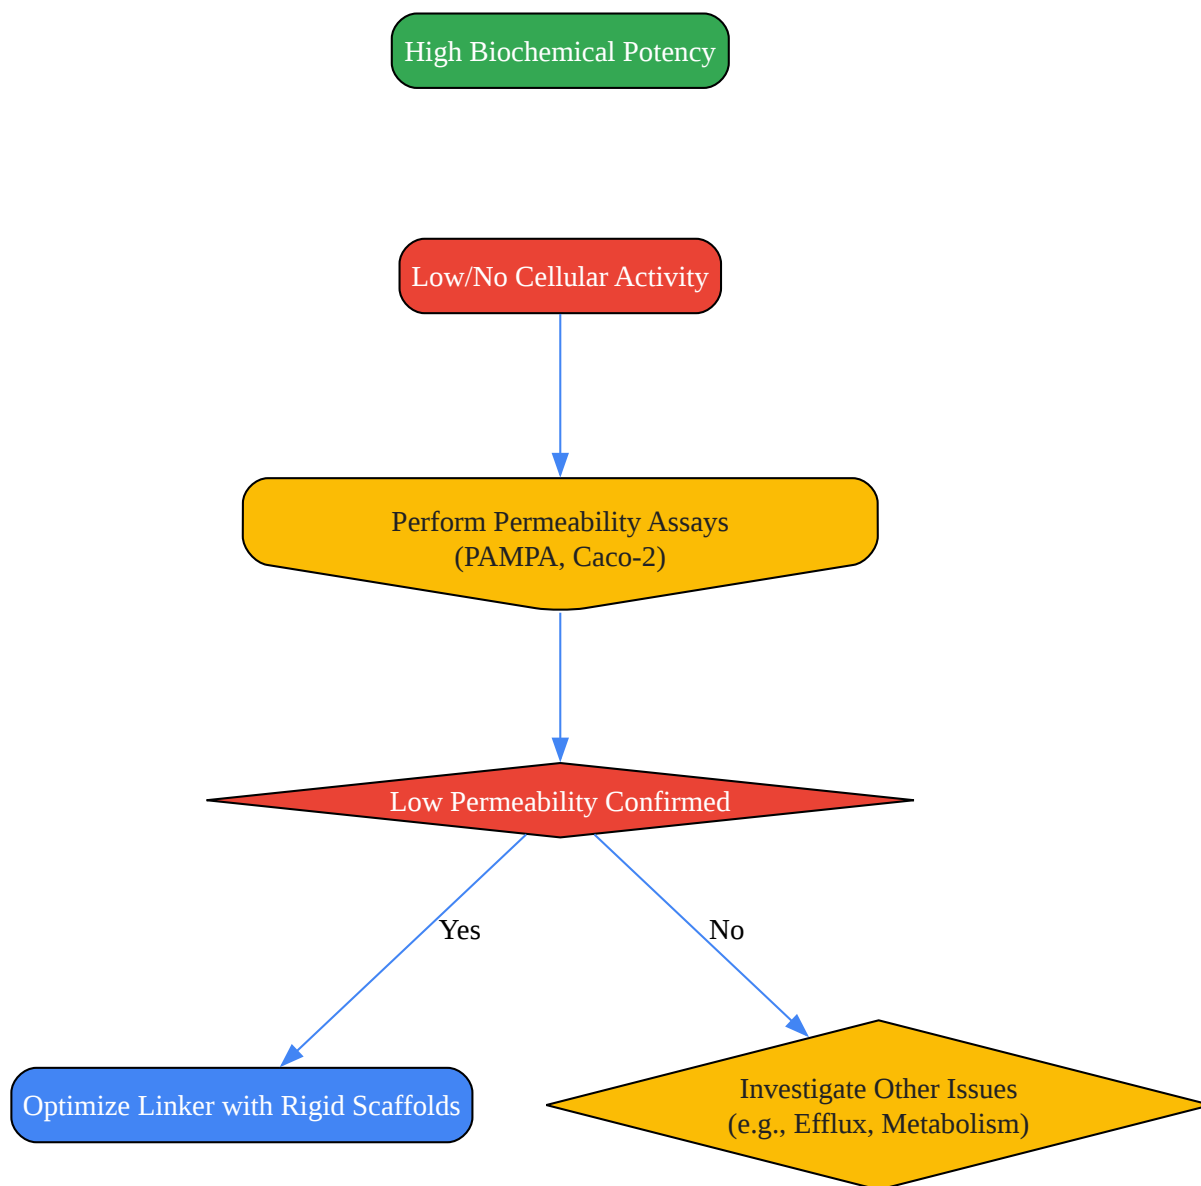 High Biochemical Potency
Low/No Cellular Activity
Perform Permeability Assays
(PAMPA, Caco-2)
Low Permeability Confirmed
Yes
No
Optimize Linker with Rigid Scaffolds
Investigate Other Issues
(e.g., Efflux, Metabolism)